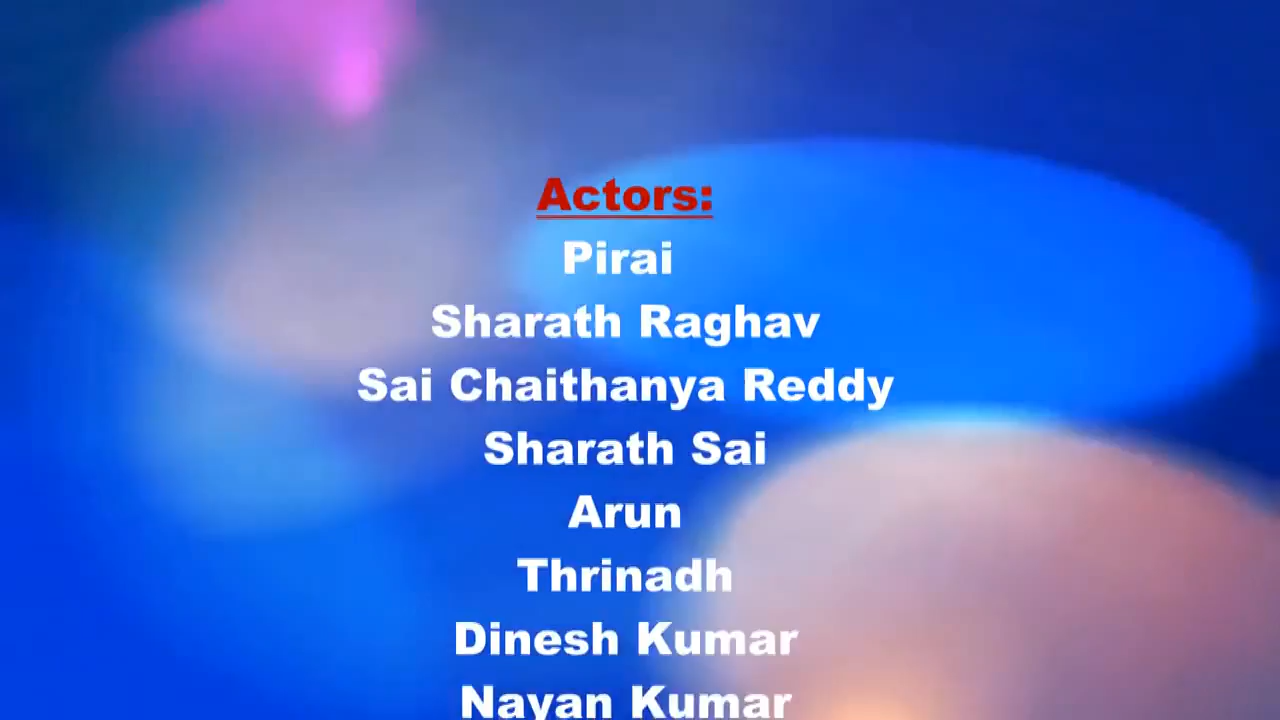 Actors:
Pirai
Sharath Raghav
Sai Chaithanya Reddy
Sharath Sai
Arun
Thrinadh
Dinesh Kumar
Nayan Kumar